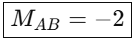 $M_{AB} = -2$